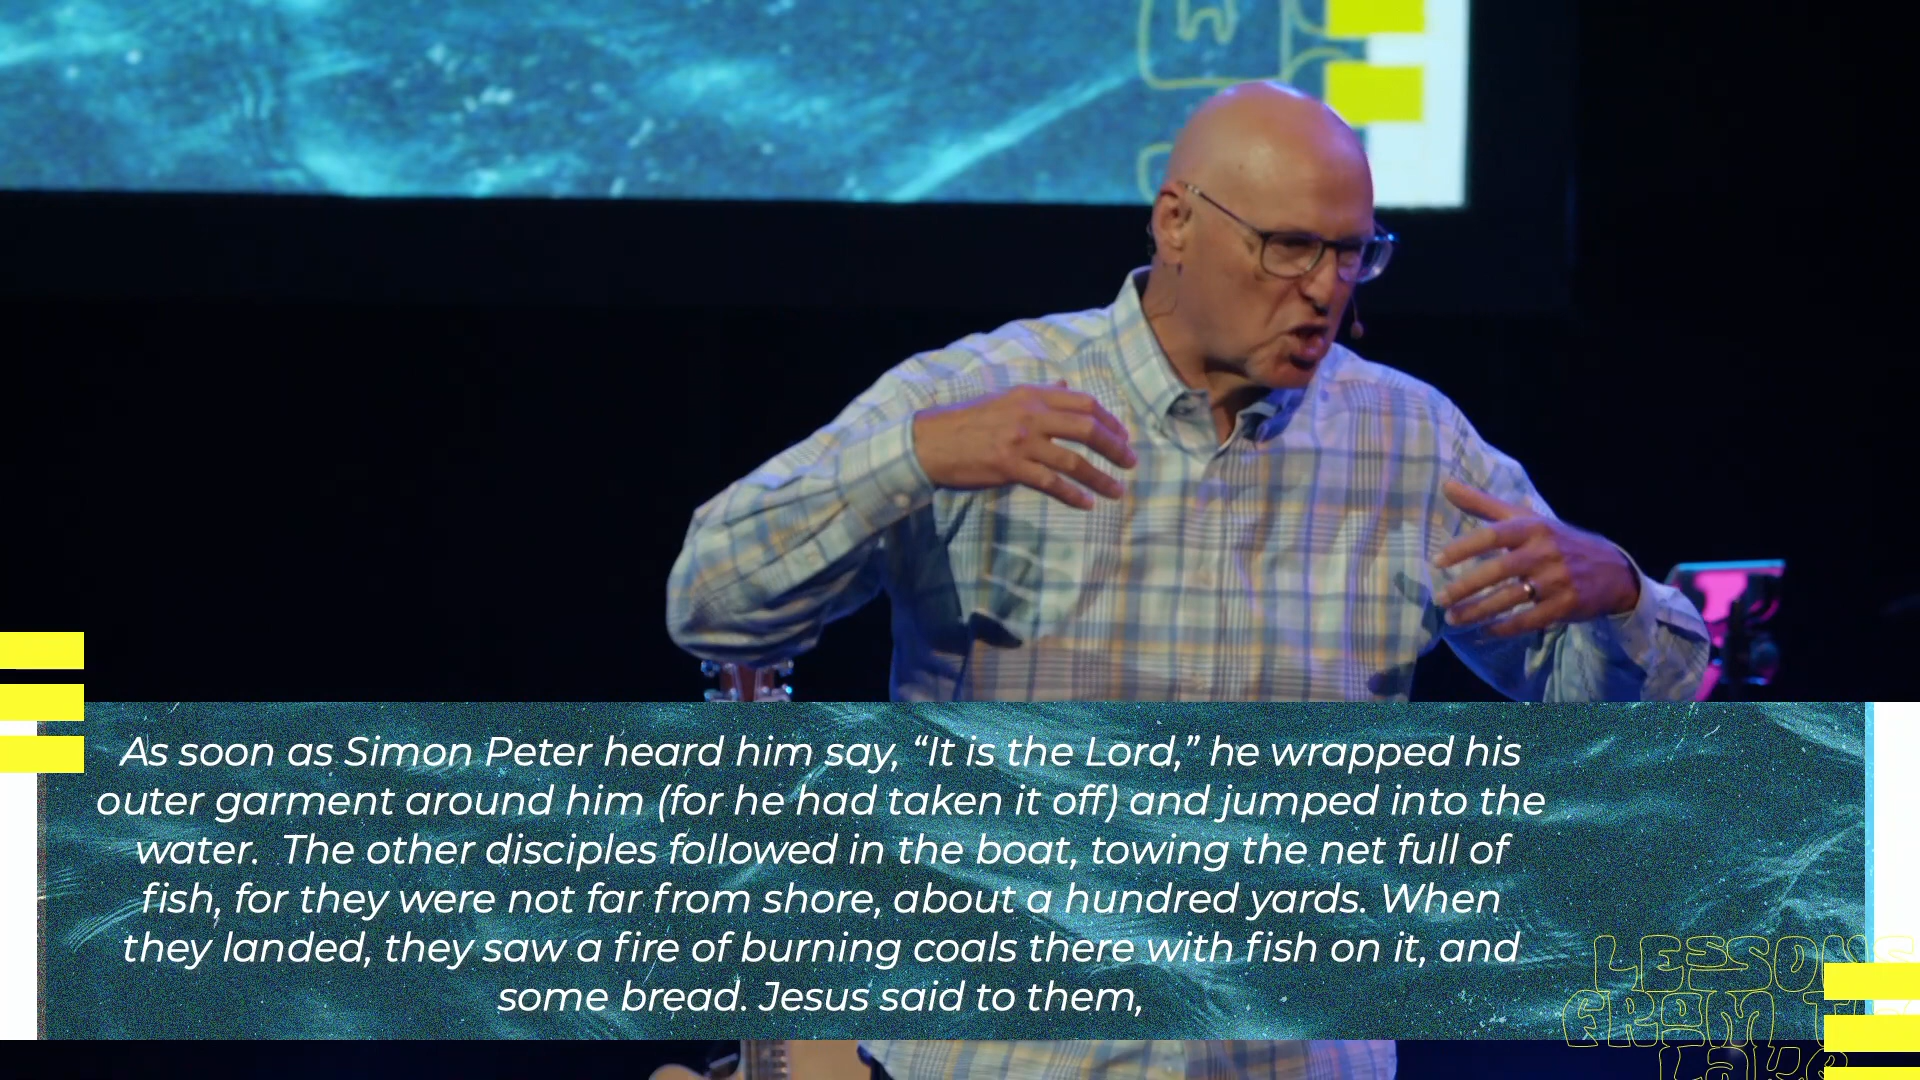 As soon as Simon Peter heard him say, “It is the Lord,” he wrapped his
outer garment around him (for he had taken it off) and jumped into the
water.  The other disciples followed in the boat, towing the net full of
fish, for they were not far from shore, about a hundred yards. When
they landed, they saw a fire of burning coals there with fish on it, and
some bread. Jesus said to them,
LESSONS
FROM T
Lake